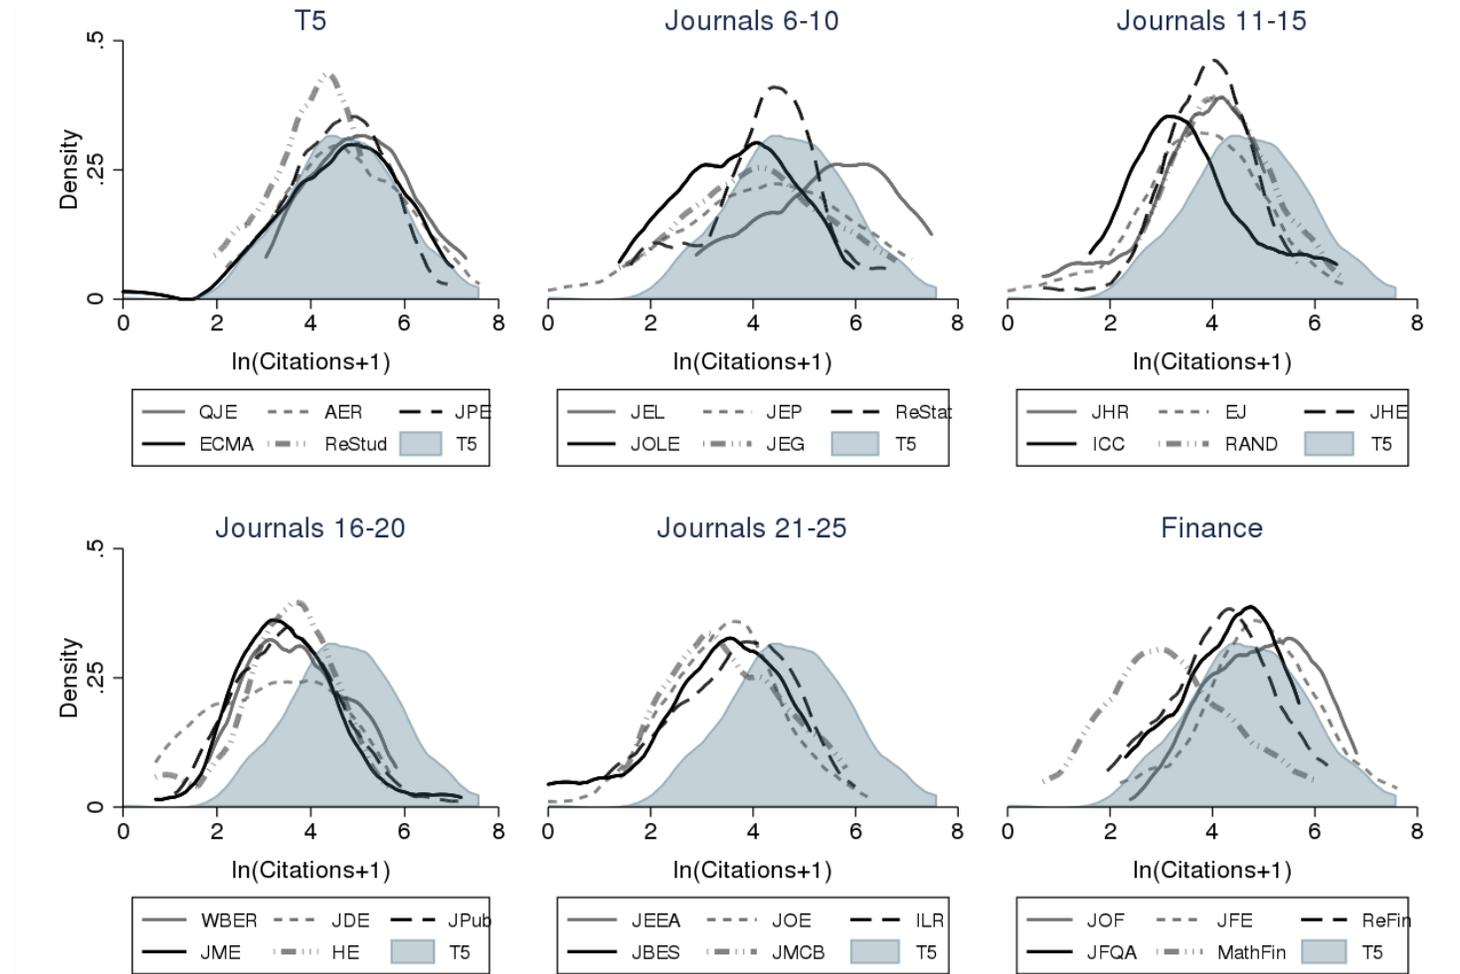 T5 Journals 6-10 Journals 11-15
.5
Density
.25
0
0 2 4 6 8 0 2 4 6 8 0 2 4 6 8
ln(Citations+1) ln(Citations+1) ln(Citations+1)
QJE AER JPE JEL JEP ReStat JHR EJ JHE
ECMA ReStud T5 JOLE JEG T5 ICC RAND T5
Journals 16-20 Journals 21-25 Finance
.5
Density
.25
0
0 2 4 6 8 0 2 4 6 8 0 2 4 6 8
ln(Citations+1) ln(Citations+1) ln(Citations+1)
WBER JDE JPub JEEA JOE ILR JOF JFE ReFin
JME HE T5 JBES JMCB T5 JFQA MathFin T5